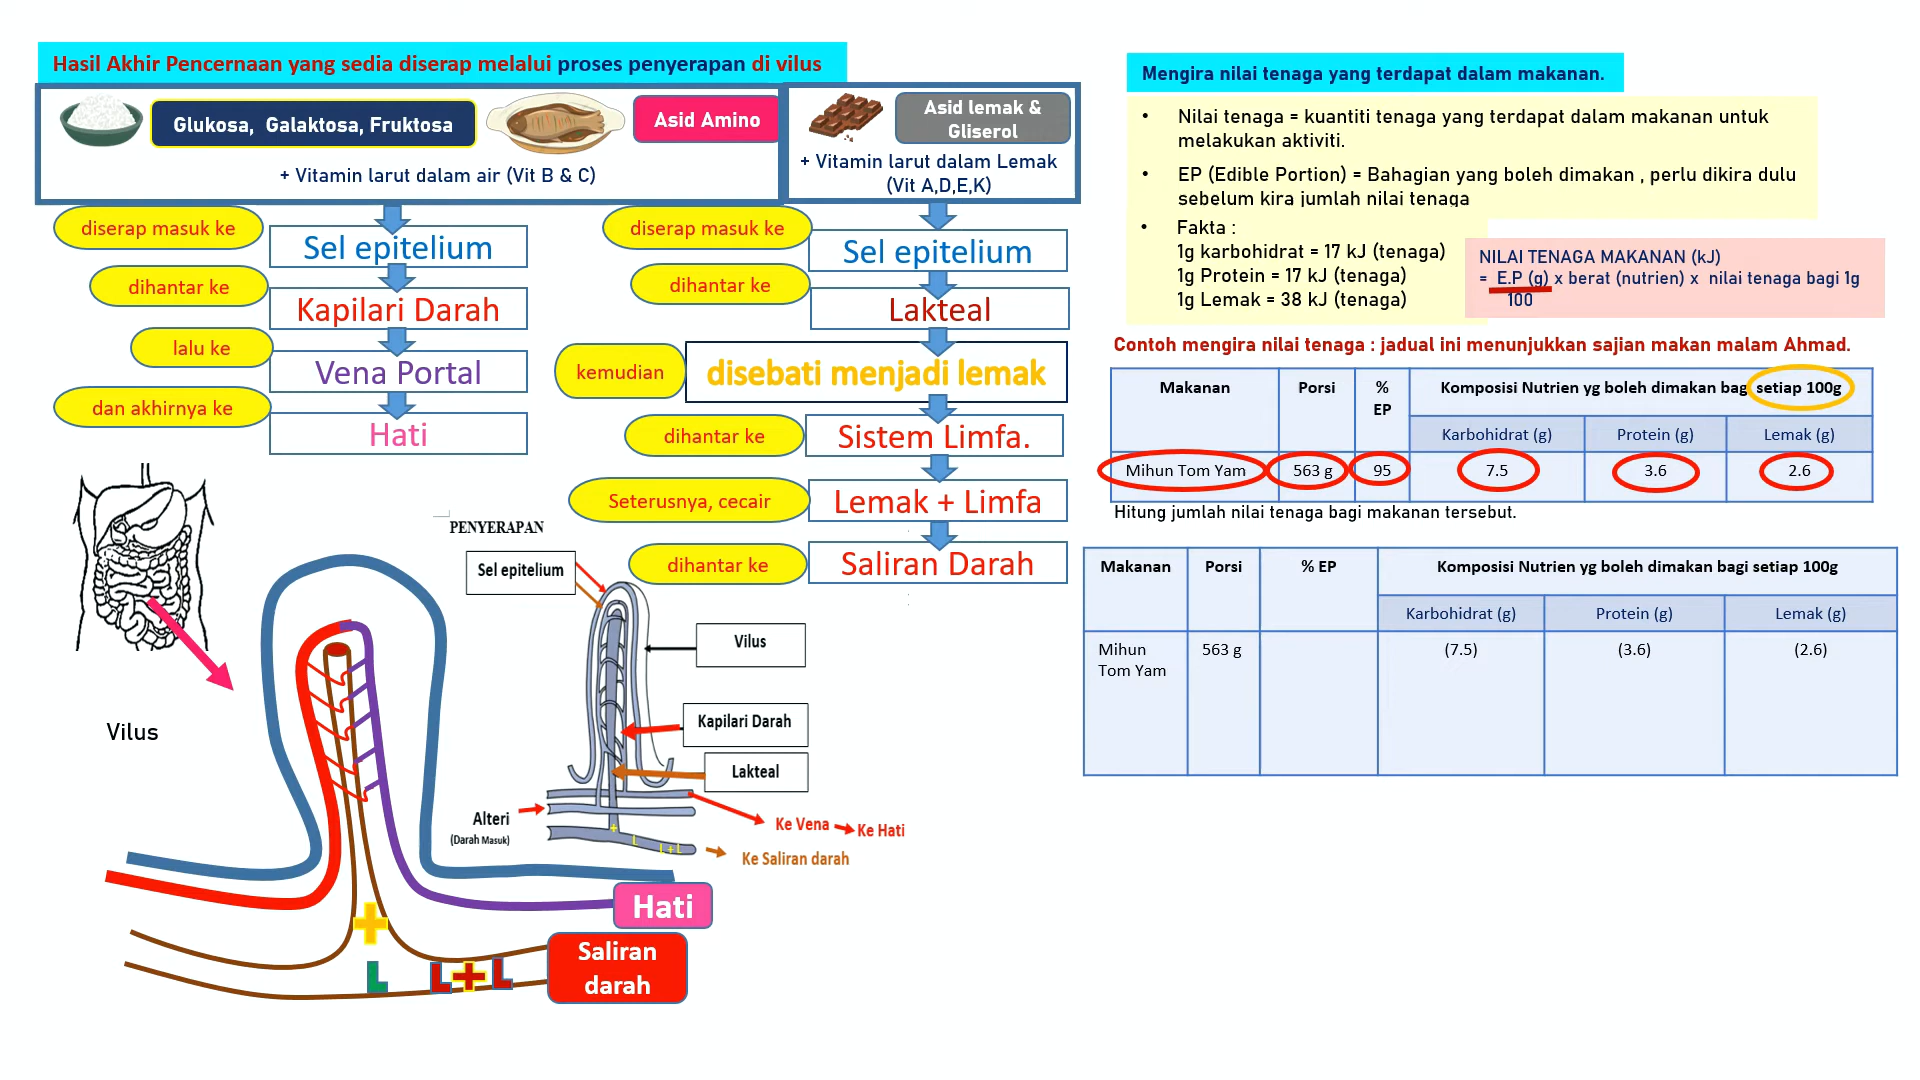 Hasil Akhir Pencernaan yang sedia diserap melalui proses penyerapan di vilus
Glukosa, Galaktosa, Fruktosa
Asid Amino
+ Vitamin larut dalam air (Vit B & C)
Asid lemak &
Gliserol
+ Vitamin larut dalam Lemak
(Vit A,D,E,K)
diserap masuk ke
Sel epitelium
dihantar ke
Kapilari Darah
lalu ke
Vena Portal
dan akhirnya ke
Hati
diserap masuk ke
Sel epitelium
dihantar ke
Lakteal
kemudian
disebati menjadi lemak
dihantar ke
Sistem Limfa.
Seterusnya, cecair
Lemak + Limfa
dihantar ke
Saliran Darah
Vilus
+
L
L+L
Hati
Saliran
darah
PENYERAPAN
Sel epitelium
Vilus
Kapilari Darah
Lakteal
Alteri
(Darah Masuk)
+
L
L+L
Ke Vena
Ke Hati
Ke Saliran darah
Mengira nilai tenaga yang terdapat dalam makanan.
• Nilai tenaga = kuantiti tenaga yang terdapat dalam makanan untuk
melakukan aktiviti.
• EP (Edible Portion) = Bahagian yang boleh dimakan , perlu dikira dulu
sebelum kira jumlah nilai tenaga
• Fakta :
1g karbohidrat = 17 kJ (tenaga)
1g Protein = 17 kJ (tenaga)
1g Lemak = 38 kJ (tenaga)
NILAI TENAGA MAKANAN (kJ)
= E.P (g) x berat (nutrien) x nilai tenaga bagi 1g
100
Contoh mengira nilai tenaga : jadual ini menunjukkan sajian makan malam Ahmad.
Makanan Porsi % EP Komposisi Nutrien yg boleh dimakan bagi setiap 100g
Karbohidrat (g) Protein (g) Lemak (g)
Mihun Tom Yam 563 g 95 7.5 3.6 2.6
Hitung jumlah nilai tenaga bagi makanan tersebut.
Makanan Porsi % EP Komposisi Nutrien yg boleh dimakan bagi setiap 100g
Karbohidrat (g) Protein (g) Lemak (g)
Mihun 563 g (7.5) (3.6) (2.6)
Tom Yam